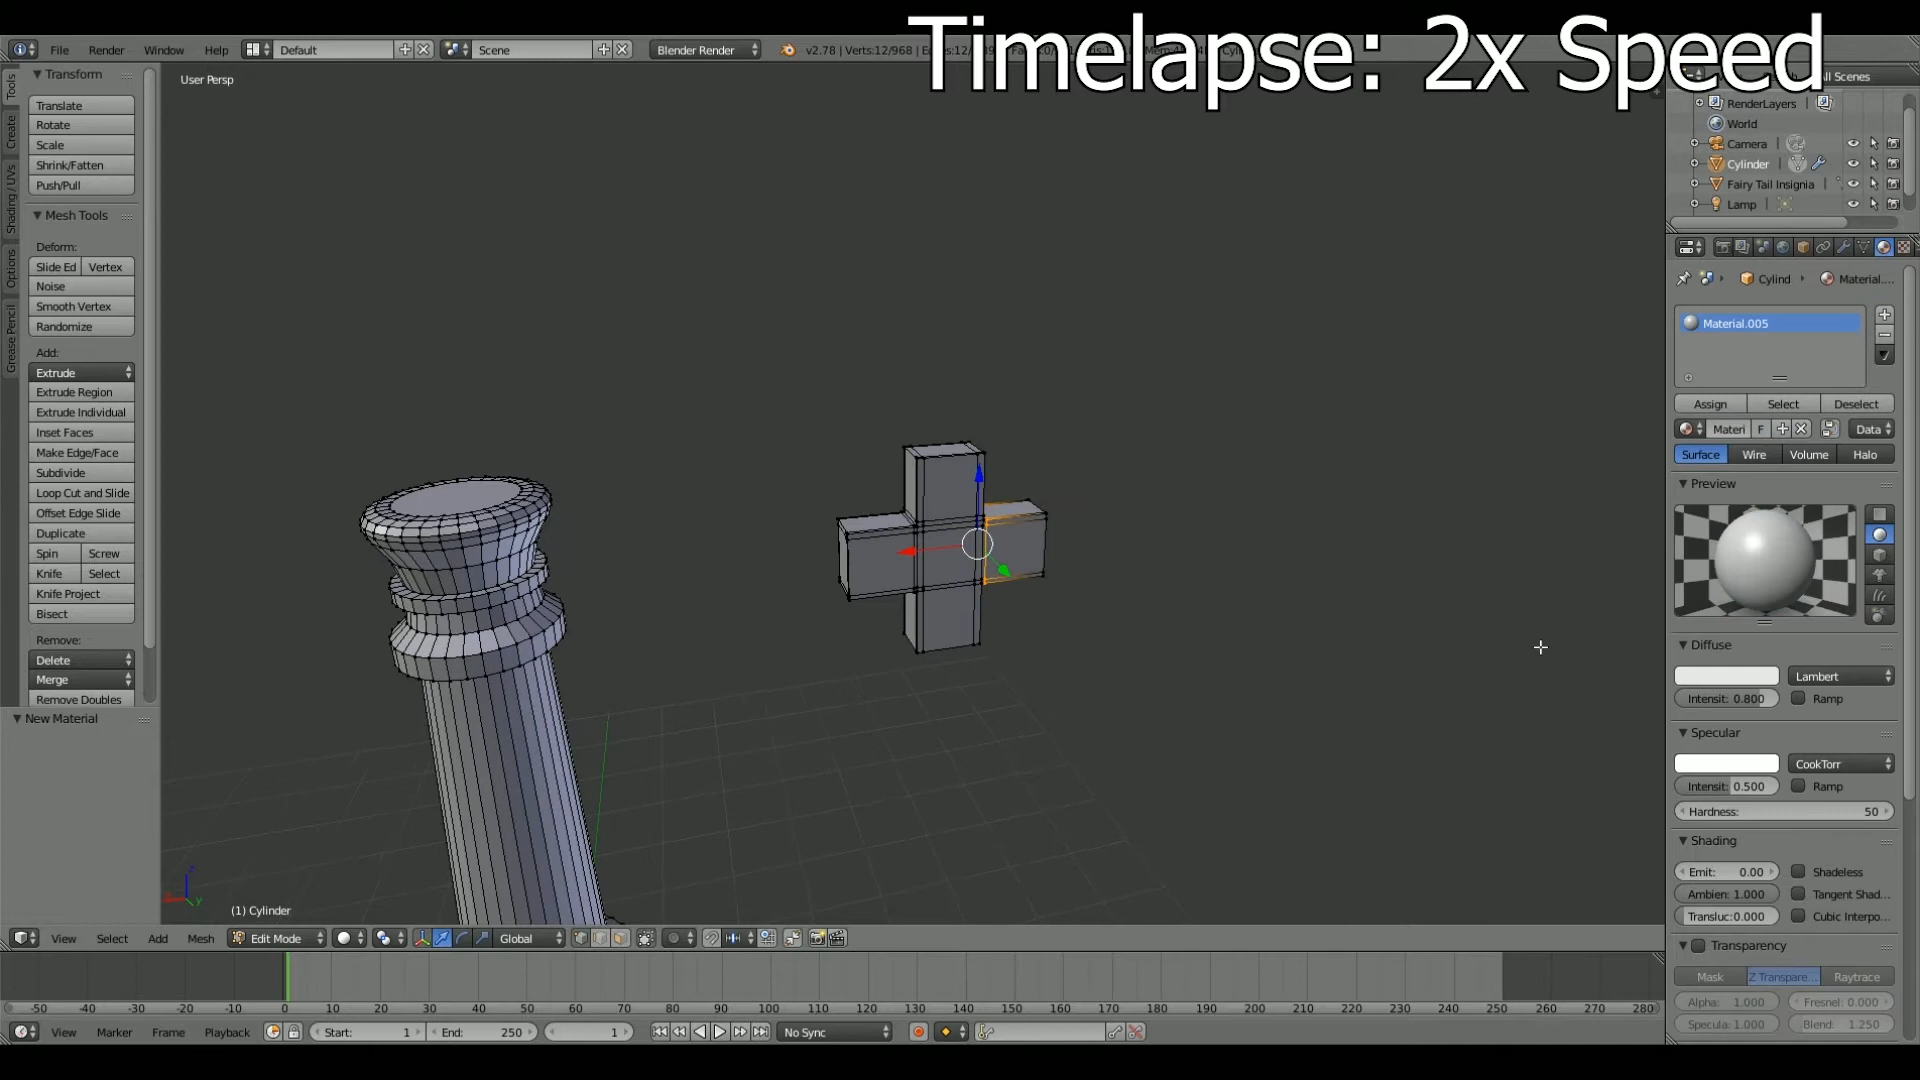 Timelapse: 2x Speed
File Render Window Help Default Scene Blender Render v2.78 | Verts:12/968 |
All Scenes
Tools
Create
Shading / UVs
Options
Grease Pencil
Transform
Translate
Rotate
Scale
Shrink/Fatten
Push/Pull
Mesh Tools
Deform:
Slide Ed Vertex
Noise
Smooth Vertex
Randomize
Add:
Extrude
Extrude Region
Extrude Individual
Inset Faces
Make Edge/Face
Subdivide
Loop Cut and Slide
Offset Edge Slide
Duplicate
Spin Screw
Knife Select
Knife Project
Bisect
Remove:
Delete
Merge
Remove Doubles
New Material
User Persp
(1) Cylinder
RenderLayers
World
Camera
Cylinder
Fairy Tail Insignia
Lamp
Cylind Material....
Material.005
Assign Select Deselect
Materi F Data
Surface Wire Volume Halo
Preview
Diffuse
Lambert
Intensit: 0.800 Ramp
Specular
CookTorr
Intensit: 0.500 Ramp
Hardness: 50
Shading
Emit: 0.00 Shadeless
Ambien: 1.000 Tangent Shad...
Transluc:0.000 Cubic Interpo...
Transparency
Mask Z Transpare... Raytrace
Alpha: 1.000 Fresnel: 0.000
Specula: 1.000 Blend: 1.250
View Select Add Mesh Edit Mode Global
-50 -40 -30 -20 -10 0 10 20 30 40 50 60 70 80 90 100 110 120 130 140 150 160 170 180 190 200 210 220 230 240 250 260 270 280
View Marker Frame Playback Start: 1 End: 250 1 No Sync